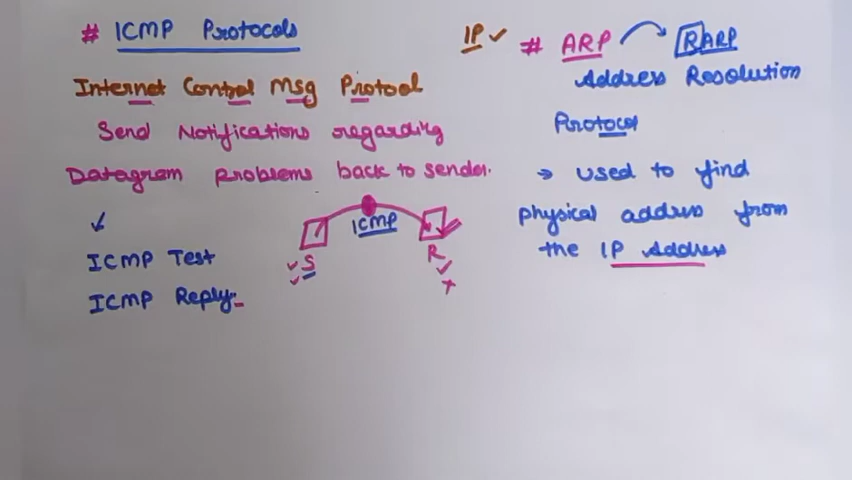 # ICMP Protocols
Internet Control Msg Protocol
Send Notifications regarding
Datagram problems back to sender.
ICMP Test
ICMP Reply:-
ICMP
S
R
IP ✓
# ARP → RARP
Address Resolution
Protocol
→ used to find
physical address from
the IP Address